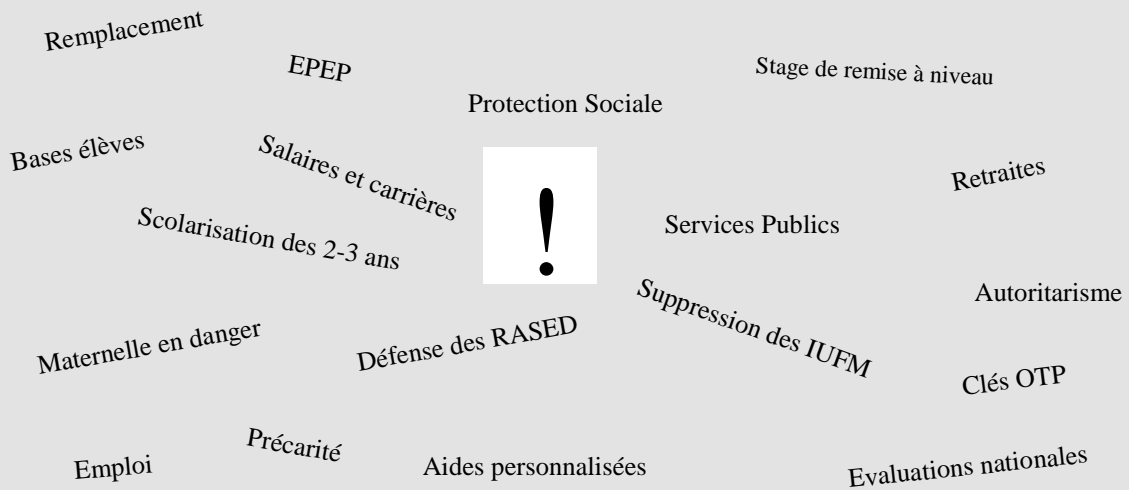 Remplacement
EPEP
Stage de remise à niveau
Protection Sociale
Bases élèves
Salaires et carrières
Retraites
!
Scolarisation des 2-3 ans
Services Publics
Autoritarisme
Suppression des IUFM
Maternelle en danger
Défense des RASED
Clés OTP
Précarité
Emploi
Aides personnalisées
Evaluations nationales